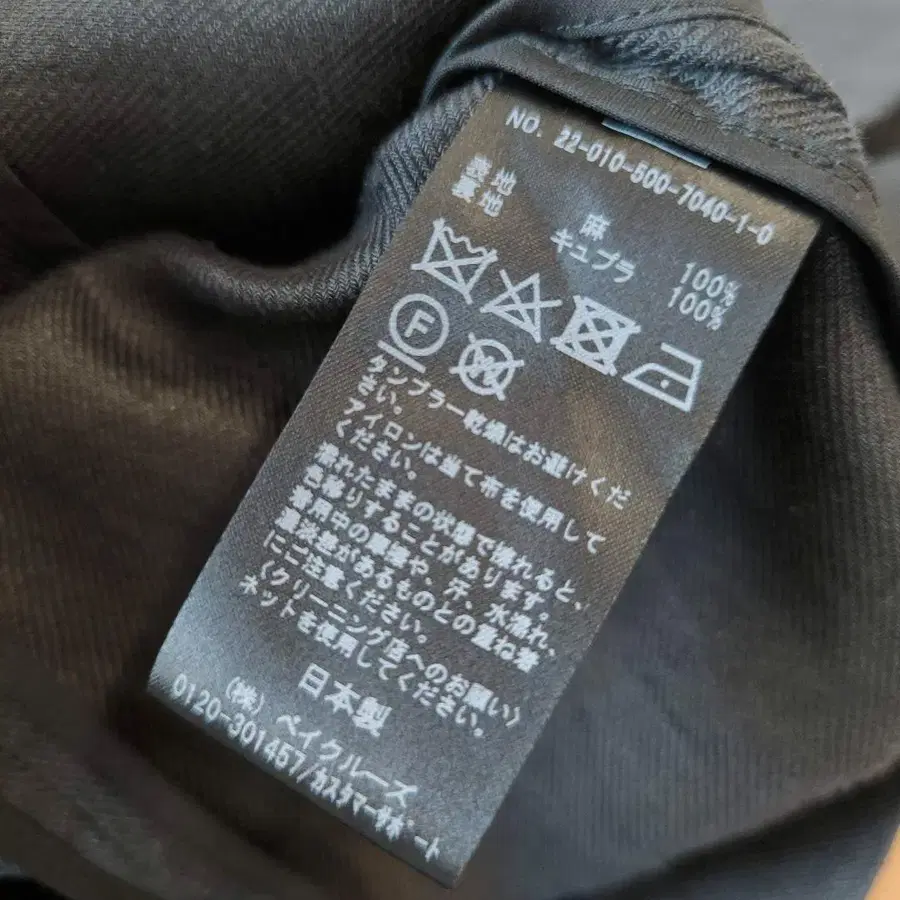 NO. 22-010-500-7040-1-0
表地 麻 100%
裏地 キュプラ 100%
F
タンブラー乾燥はお避けくだ
さい。
アイロンは当て布を使用して
ください。
濡れたままの状態で擦れると、
色移りすることがあります。
着用中の摩擦や、汗、水濡れ、
濃淡差があるものとの重ね着
にご注意ください。
〈クリーニング店へのお願い〉
ネットを使用してください。
日本製
(株) ベイクルーズ
0120-301457/カスタマーサポート